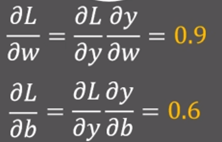 ∂L/∂w = ∂L/∂y ∂y/∂w = 0.9
∂L/∂b = ∂L/∂y ∂y/∂b = 0.6